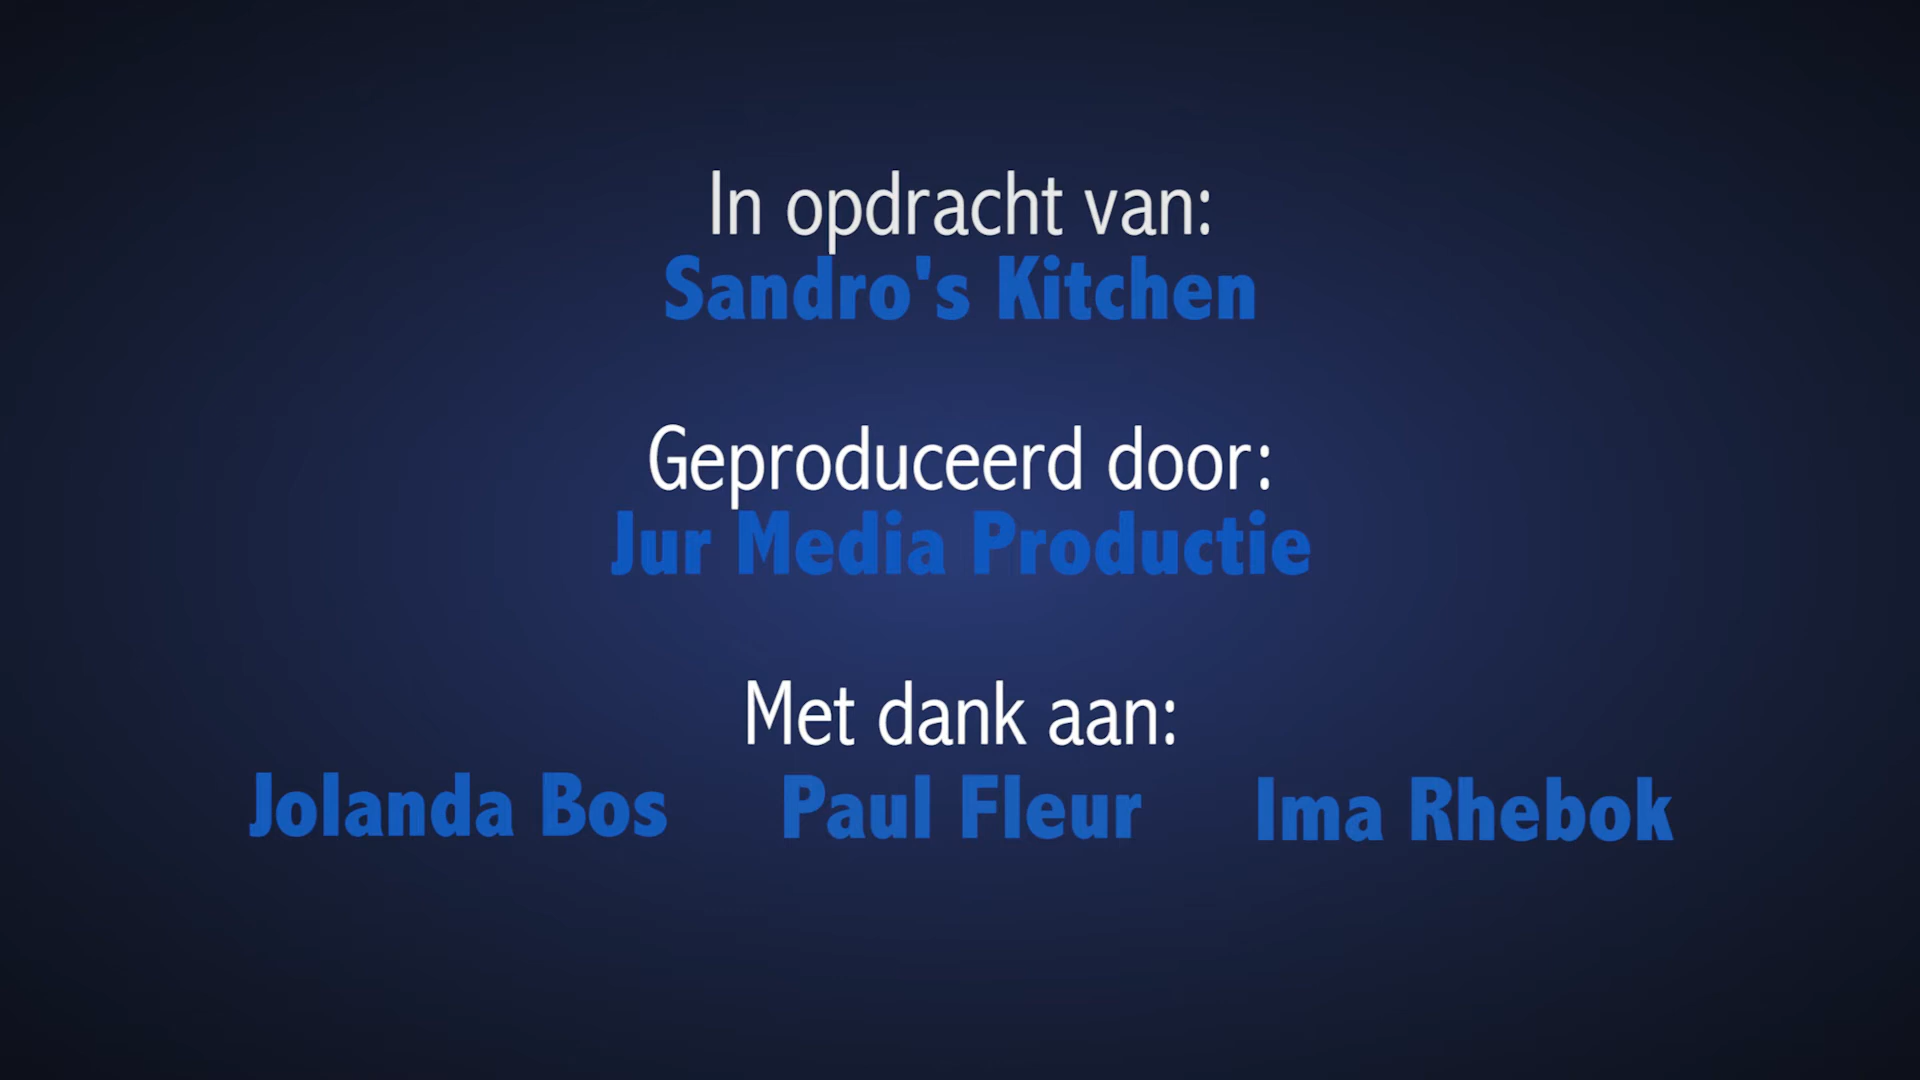 In opdracht van:
Sandro's Kitchen
Geproduceerd door:
Jur Media Productie
Met dank aan:
Jolanda Bos Paul Fleur Ima Rhebok